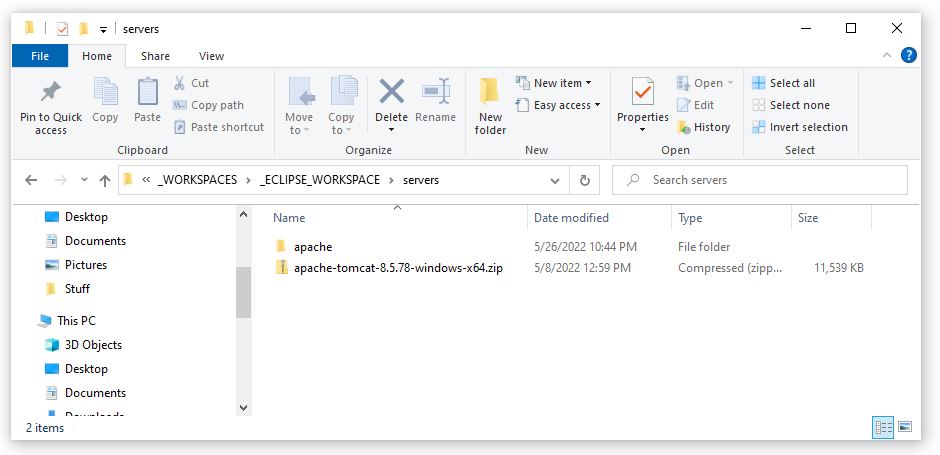 servers
File
Home
Share
View
Pin to Quick
access
Copy
Paste
Cut
Copy path
Paste shortcut
Clipboard
Move
to
Copy
to
Delete
Rename
Organize
New
folder
New item
Easy access
New
Properties
Open
Edit
History
Open
Select all
Select none
Invert selection
Select
« _WORKSPACES > _ECLIPSE_WORKSPACE > servers
Search servers
Desktop
Documents
Pictures
Stuff
This PC
3D Objects
Desktop
Documents
Downloads
Name Date modified Type Size
apache 5/26/2022 10:44 PM File folder
apache-tomcat-8.5.78-windows-x64.zip 5/8/2022 12:59 PM Compressed (zipp... 11,539 KB
2 items